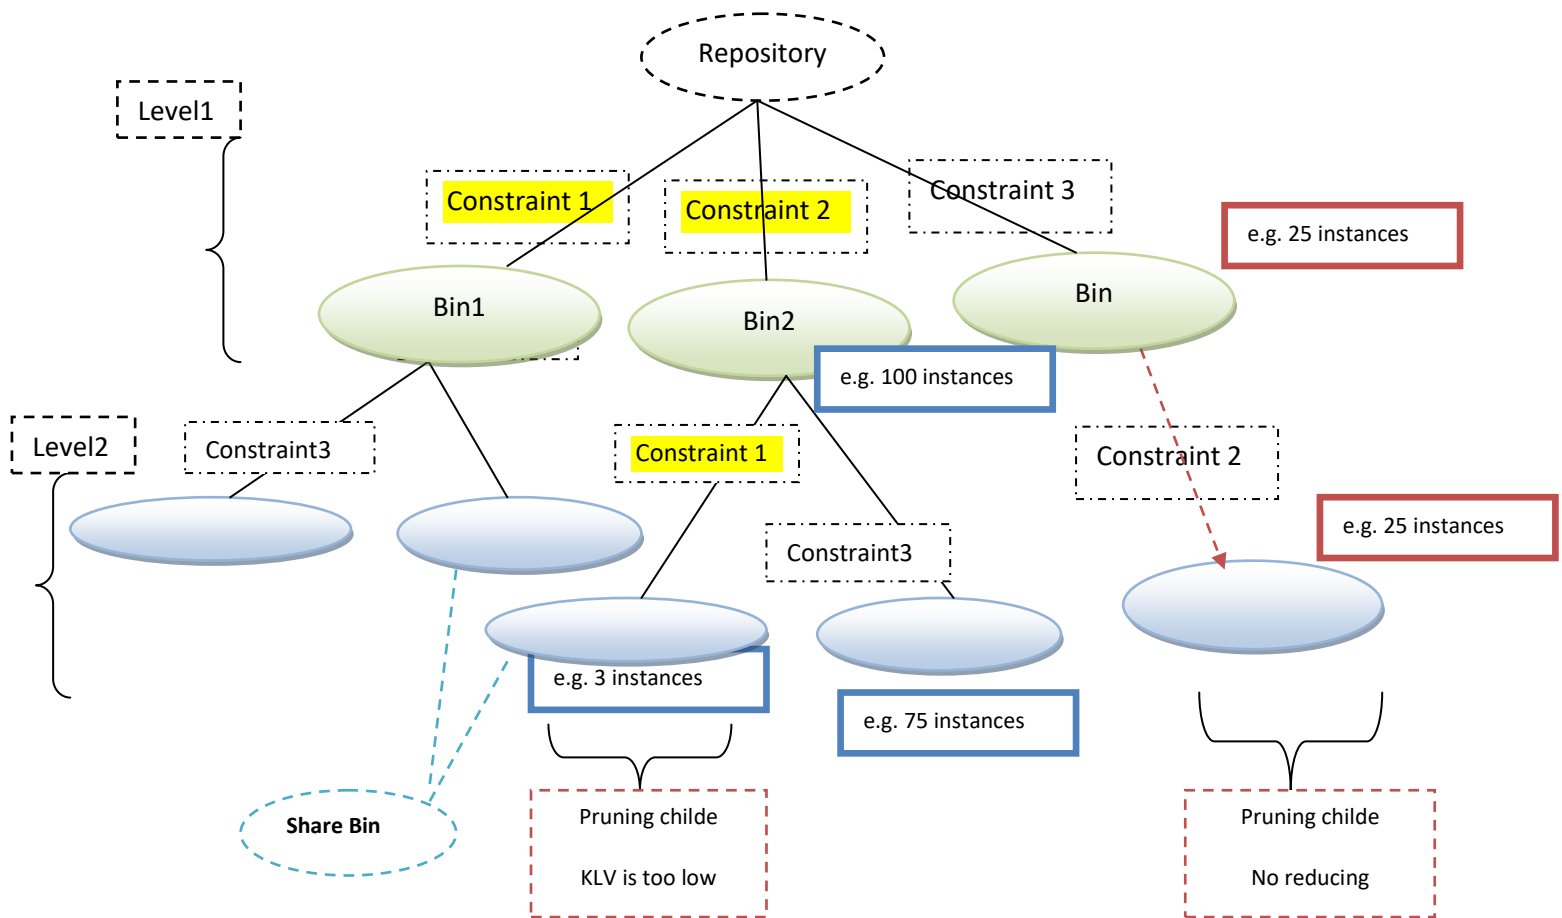 Repository
Level1
Constraint 1
Constraint 2
Constraint 3
e.g. 25 instances
Bin1
Bin2
Bin
e.g. 100 instances
Level2
Constraint3
Constraint 1
Constraint 2
e.g. 25 instances
Constraint3
e.g. 3 instances
e.g. 75 instances
Share Bin
Pruning childe
KLV is too low
Pruning childe
No reducing